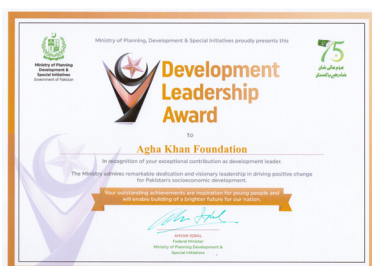 Ministry of Planning, Development & Special Initiatives proudly presents this
Ministry of Planning
Development &
Special Initiatives
Government of Pakistan
75
Development
Leadership
Award
to
Agha Khan Foundation
In recognition of your exceptional contribution as development leader.
The Ministry admires remarkable dedication and visionary leadership in driving positive change
for Pakistan's socioeconomic development.
Your outstanding achievements are inspiration for young people and
will enable building of a brighter future for our nation.
AHSAN IQBAL
Federal Minister
Ministry of Planning Development &
Special Initiatives